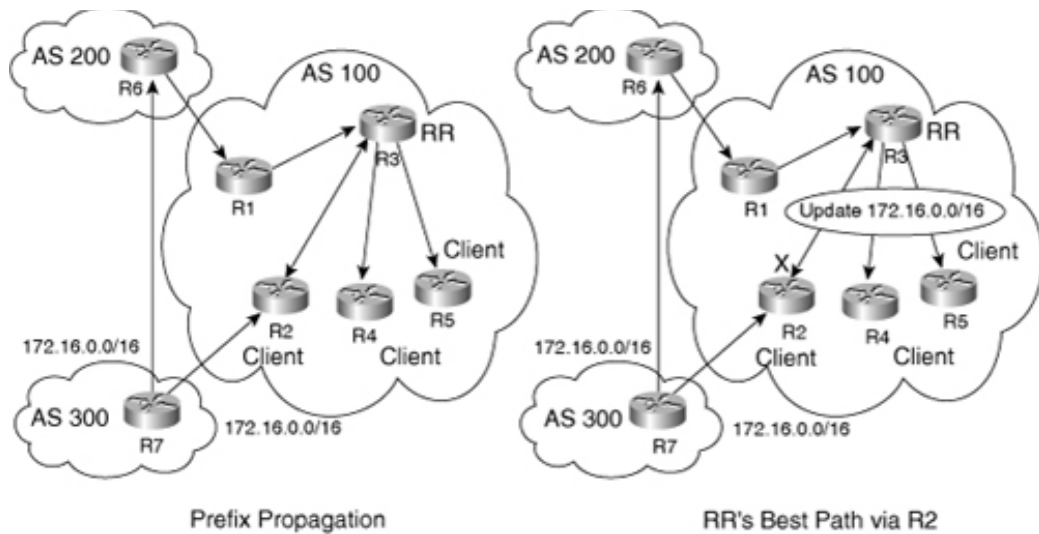 AS 200
R6
AS 100
RR
R3
R1
Client
R2
R4
R5
172.16.0.0/16
Client
Client
AS 300
172.16.0.0/16
R7
Prefix Propagation
AS 200
R6
AS 100
RR
R3
R1
Update 172.16.0.0/16
X
Client
R2
R4
R5
172.16.0.0/16
Client
Client
AS 300
172.16.0.0/16
R7
RR's Best Path via R2